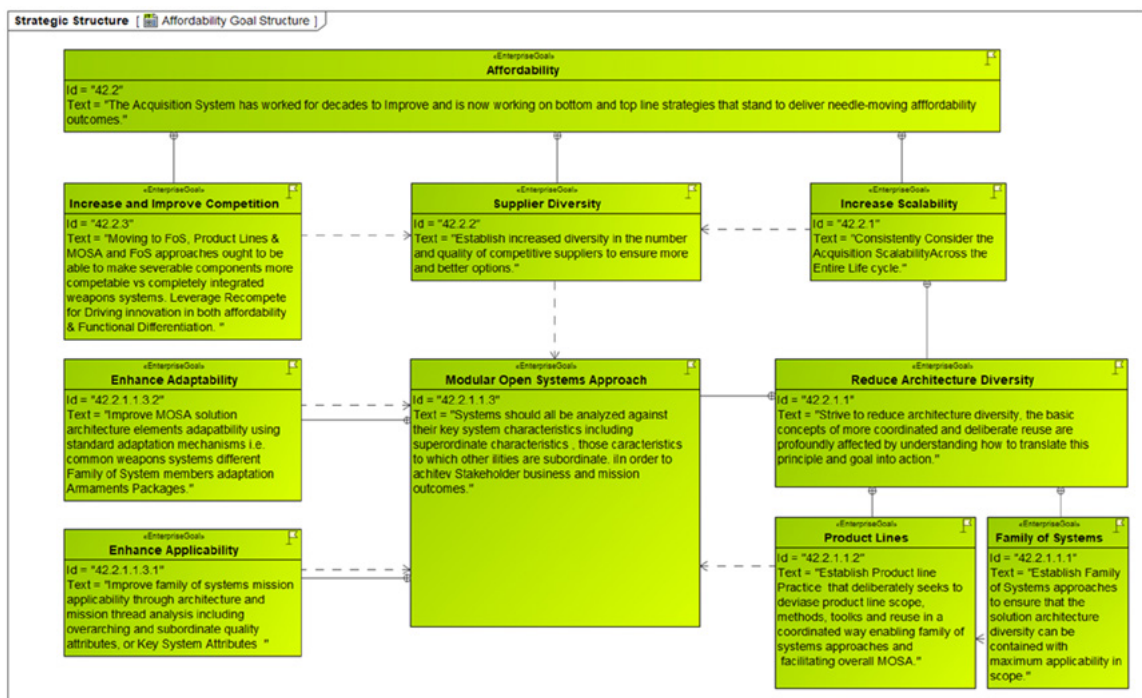 Strategic Structure [ Affordability Goal Structure ]
«EnterpriseGoal»
Affordability
Id = "42.2"
Text = "The Acquisition System has worked for decades to Improve and is now working on bottom and top line strategies that stand to deliver needle-moving afffordability
outcomes."
«EnterpriseGoal»
Increase and Improve Competition
Id = "42.2.3"
Text = "Moving to FoS, Product Lines &
MOSA and FoS approaches ought to be
able to make severable components more
competable vs completely integrated
weapons systems. Leverage Recompete
for Driving innovation in both affordability
& Functional Differentiation. "
«EnterpriseGoal»
Supplier Diversity
Id = "42.2.2"
Text = "Establish increased diversity in the number
and quality of competitive suppliers to ensure more
and better options."
«EnterpriseGoal»
Increase Scalability
Id = "42.2.1"
Text = "Consistently Consider the
Acquisition ScalabilityAcross the
Entire Life cycle."
«EnterpriseGoal»
Enhance Adaptability
Id = "42.2.1.1.3.2"
Text = "Improve MOSA solution
architecture elements adapatbility using
standard adaptation mechanisms i.e.
common weapons systems different
Family of System members adaptation
Armaments Packages."
«EnterpriseGoal»
Modular Open Systems Approach
Id = "42.2.1.1.3"
Text = "Systems should all be analyzed against
their key system characteristics including
superordinate characteristics , those caracteristics
to which other ilities are subordinate. iIn order to
achitev Stakeholder business and mission
outcomes."
«EnterpriseGoal»
Reduce Architecture Diversity
Id = "42.2.1.1"
Text = "Strive to reduce architecture diversity, the basic
concepts of more coordinated and deliberate reuse are
profoundly affected by understanding how to translate this
principle and goal into action."
«EnterpriseGoal»
Enhance Applicability
Id = "42.2.1.1.3.1"
Text = "Improve family of systems mission
applicability through architecture and
mission thread analysis including
overarching and subordinate quality
attributes, or Key System Attributes "
«EnterpriseGoal»
Product Lines
Id = "42.2.1.1.2"
Text = "Establish Product line
Practice that deliberately seeks to
deviase product line scope,
methods, toolks and reuse in a
coordinated way enabling family of
systems approaches and
facilitating overall MOSA."
«EnterpriseGoal»
Family of Systems
Id = "42.2.1.1.1"
Text = "Establish Family
of Systems approaches
to ensure that the
solution architecture
diversity can be
contained with
maximum applicability in
scope."